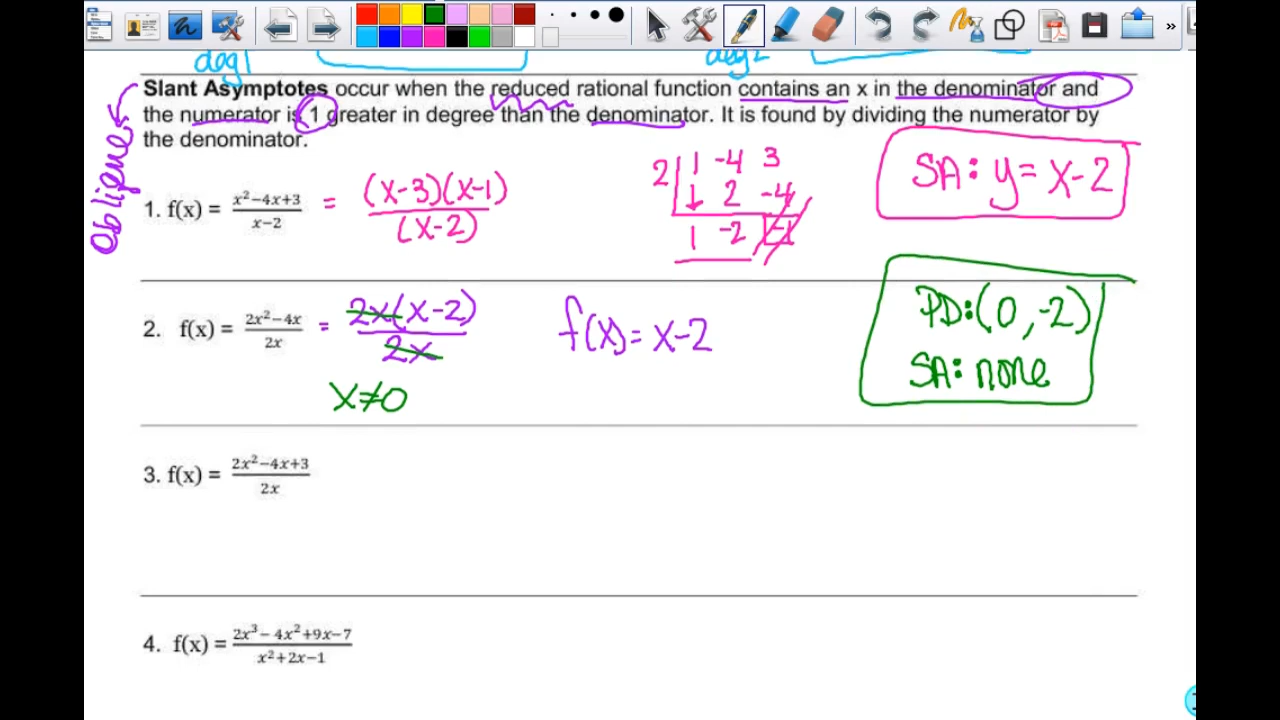 deg1 deg2
Slant Asymptotes occur when the reduced rational function contains an x in the denominator and
the numerator is 1 greater in degree than the denominator. It is found by dividing the numerator by
the denominator.
oblique
1. f(x) = x²−4x+3 / x−2 = (x-3)(x-1) / (x-2)
2 | 1 -4 3
↓ 2 -4
1 -2 -1
SA: y = x-2
2. f(x) = 2x²−4x / 2x = 2x(x-2) / 2x
f(x) = x-2
x≠0
PD: (0, -2)
SA: none
3. f(x) = 2x²−4x+3 / 2x
4. f(x) = 2x³− 4x²+9x−7 / x²+2x−1